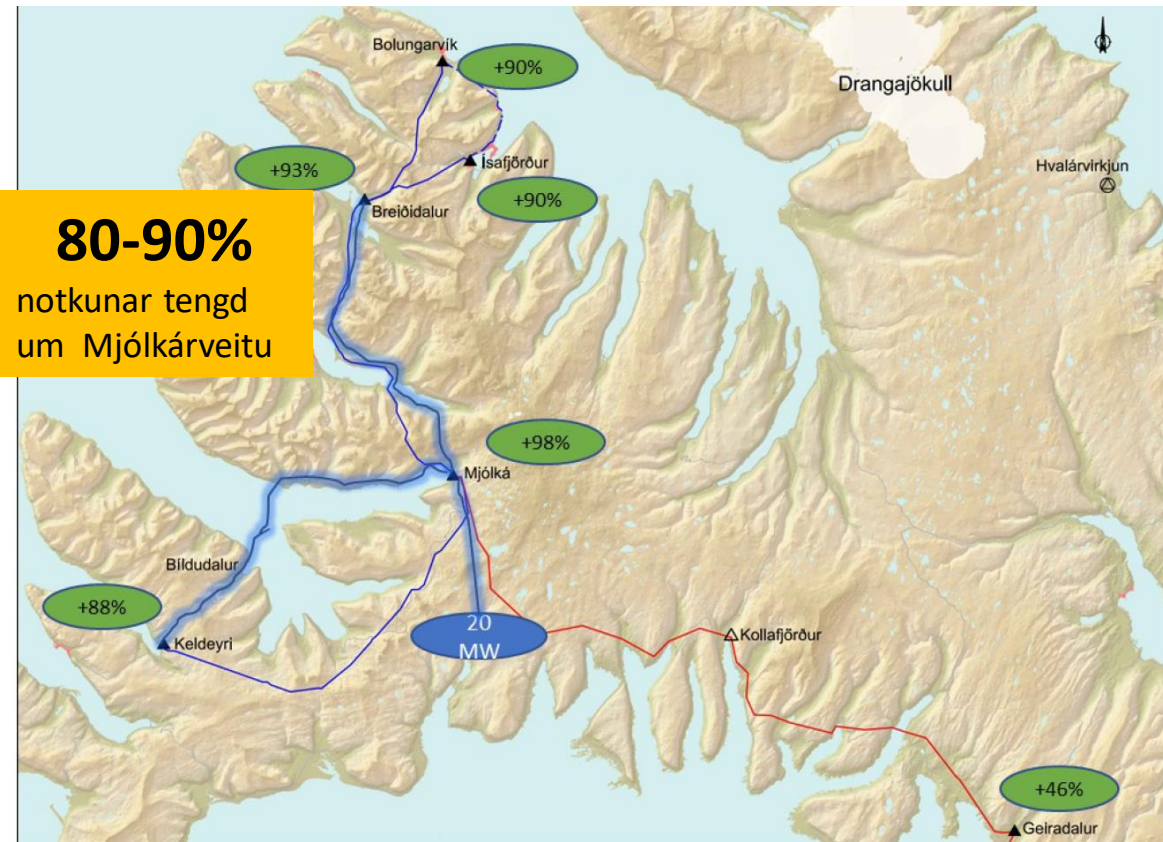 Bolungarvík
+90%
Drangajökull
+93%
Ísafjörður
Hvalárvirkjun
+90%
Breiðidalur
80-90%
notkunar tengd
um Mjólkárveitu
+98%
Mjólká
Bíldudalur
+88%
Keldeyri
20
MW
Kollafjörður
+46%
Geiradalur